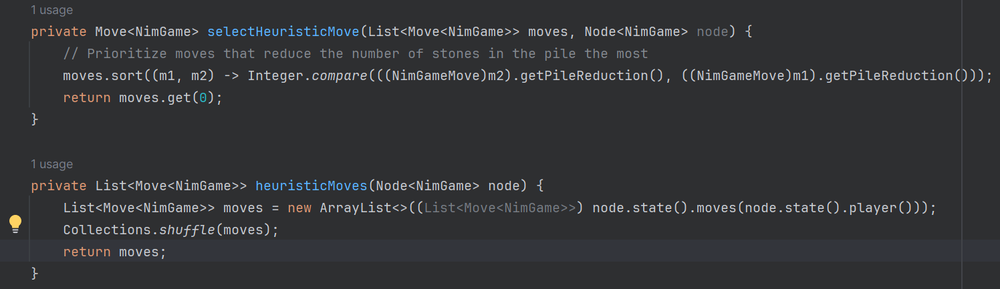 1 usage
private Move<NimGame> selectHeuristicMove(List<Move<NimGame>> moves, Node<NimGame> node) {
// Prioritize moves that reduce the number of stones in the pile the most
moves.sort((m1, m2) -> Integer.compare(((NimGameMove)m2).getPileReduction(), ((NimGameMove)m1).getPileReduction()));
return moves.get(0);
}
1 usage
private List<Move<NimGame>> heuristicMoves(Node<NimGame> node) {
List<Move<NimGame>> moves = new ArrayList<>((List<Move<NimGame>>) node.state().moves(node.state().player()));
Collections.shuffle(moves);
return moves;
}